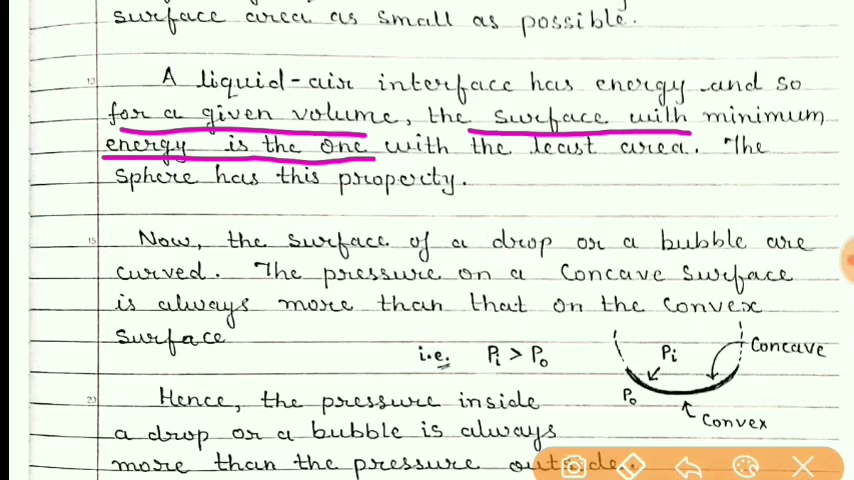 surface area as small as possible.
A liquid-air interface has energy and so
for a given volume, the surface with minimum
energy is the one with the least area. The
sphere has this property.
Now, the surface of a drop or a bubble are
curved. The pressure on a Concave surface
is always more than that on the convex
surface
i.e. Pi > Po
Pi
Concave
Po
Convex
Hence, the pressure inside
a drop or a bubble is always
more than the pressure outside.